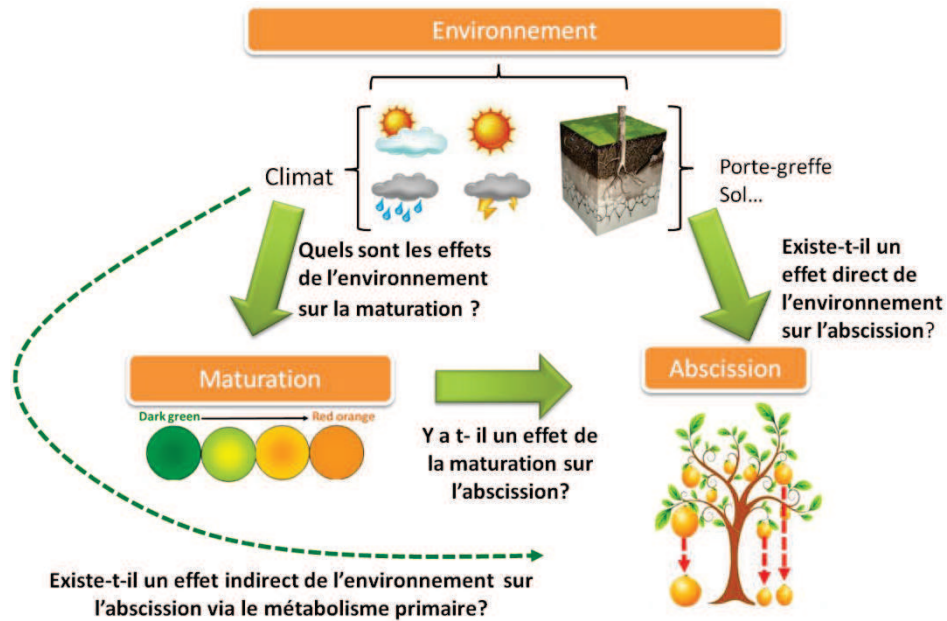 Environnement
Climat
Porte-greffe
Sol...
Quels sont les effets
de l'environnement
sur la maturation ?
Existe-t-il un
effet direct de
l'environnement
sur l'abscission?
Maturation
Abscission
Dark green
Red orange
Y a t- il un effet de
la maturation sur
l'abscission?
Existe-t-il un effet indirect de l'environnement sur
l'abscission via le métabolisme primaire?